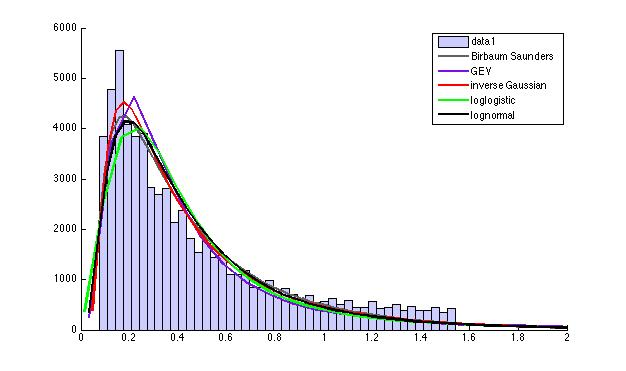 6000
5000
4000
3000
2000
1000
0
0 0.2 0.4 0.6 0.8 1 1.2 1.4 1.6 1.8 2
data1
Birbaum Saunders
GEY
inverse Gaussian
loglogistic
lognormal